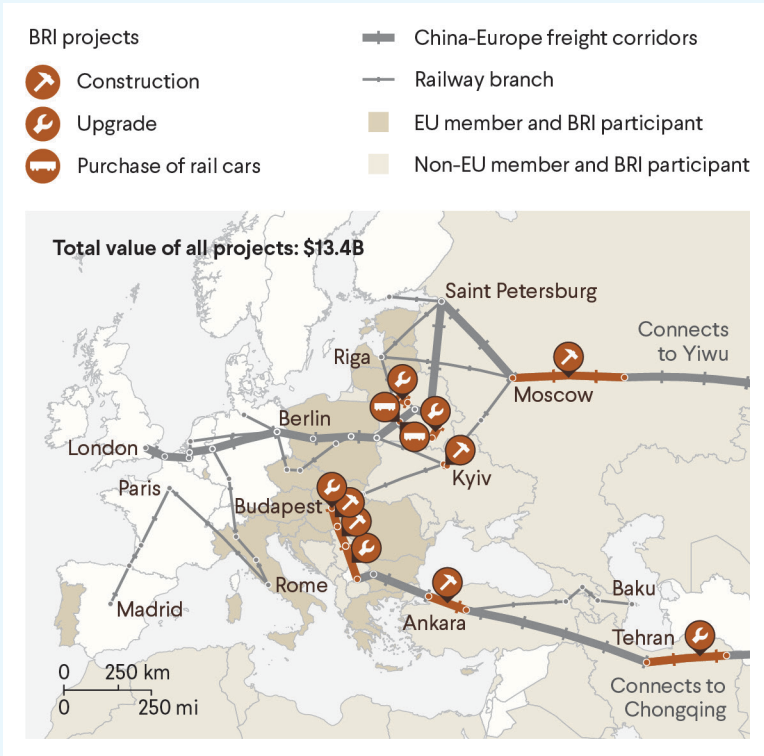 BRI projects
Construction
Upgrade
Purchase of rail cars
China-Europe freight corridors
Railway branch
EU member and BRI participant
Non-EU member and BRI participant
Total value of all projects: $13.4B
Saint Petersburg
Connects
to Yiwu
Riga
Moscow
Berlin
London
Kyiv
Paris
Budapest
Rome
Baku
Madrid
Ankara
Tehran
0 250 km
0 250 mi
Connects to
Chongqing